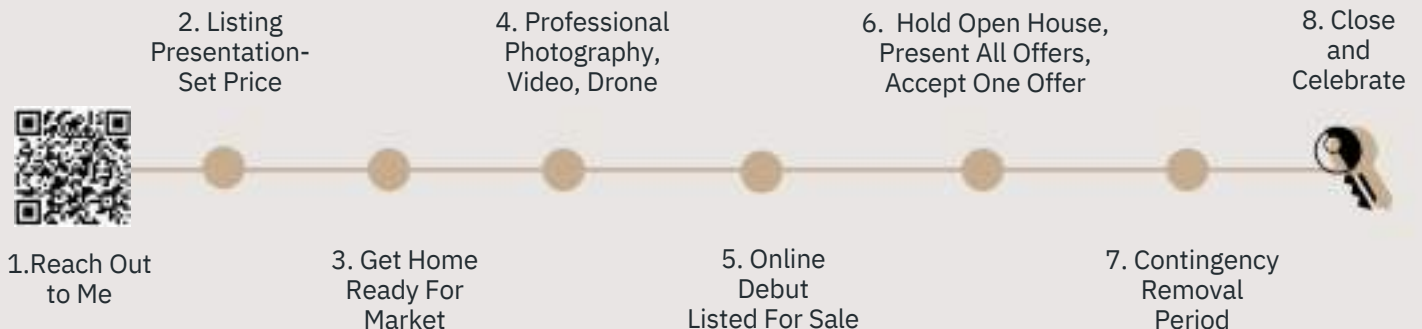 1.Reach Out
to Me
2. Listing
Presentation-
Set Price
3. Get Home
Ready For
Market
4. Professional
Photography,
Video, Drone
5. Online
Debut
Listed For Sale
6.  Hold Open House,
Present All Offers,
Accept One Offer
7. Contingency
Removal
Period
8. Close
and
Celebrate